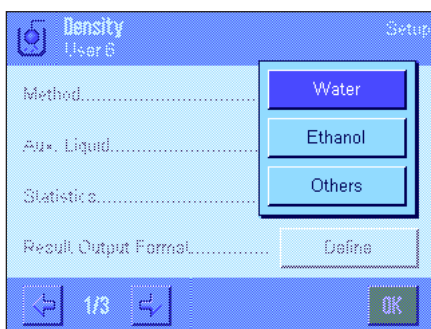 Density
Setup
User 6
Method
Water
Aux. Liquid
Ethanol
Statistics
Others
Result Output Format
Define
1/3
OK